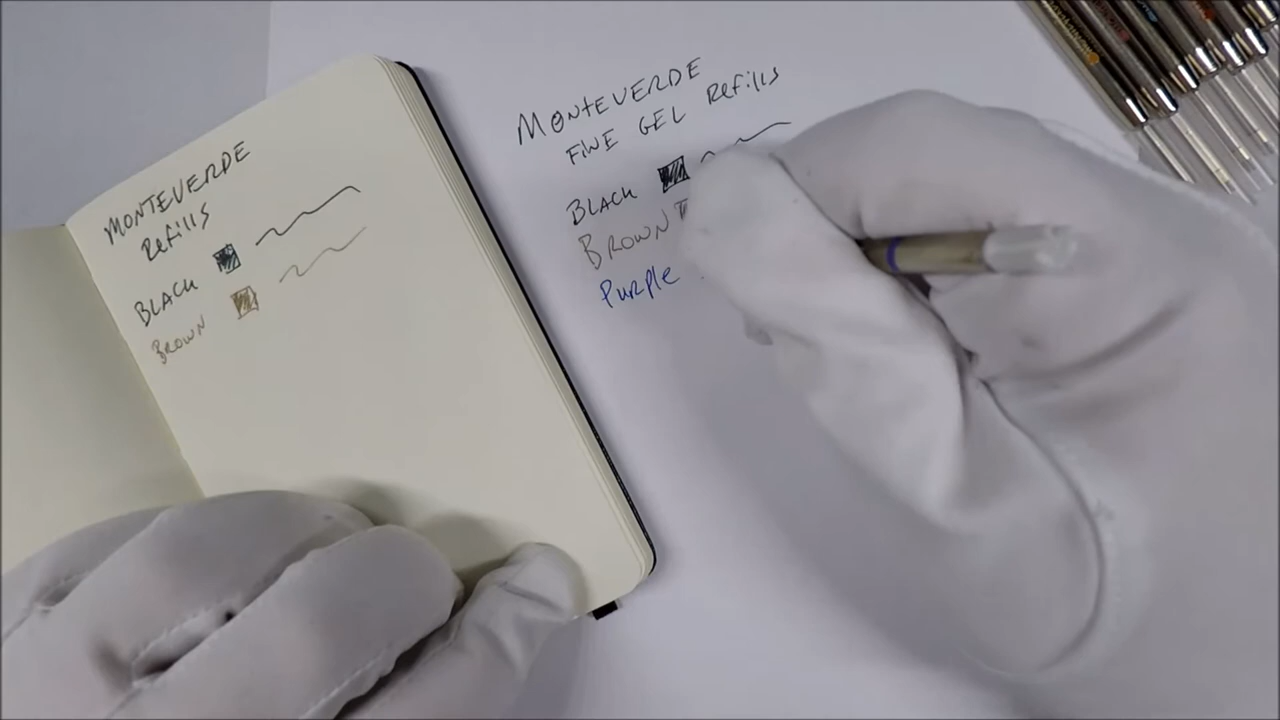 MONTEVERDE
Refills
BLACK
BROWN
MONTEVERDE
FINE GEL Refills
BLACK
BROWN
Purple